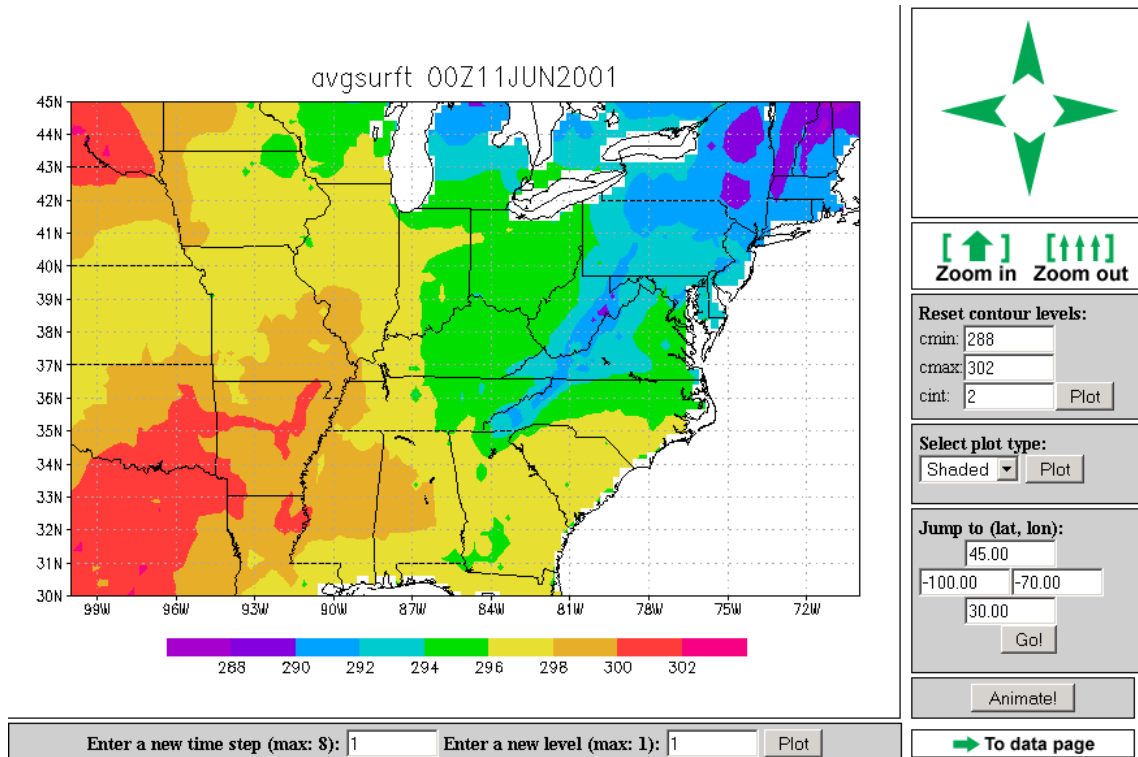 avgsurft 00Z11JUN2001
45N
44N
43N
42N
41N
40N
39N
38N
37N
36N
35N
34N
33N
32N
31N
30N
99W 96W 93W 90W 87W 84W 81W 78W 75W 72W
288 290 292 294 296 298 300 302
[ ] [ ]
Zoom in Zoom out
Reset contour levels:
cmin: 288
cmax: 302
cint: 2 Plot
Select plot type:
Shaded Plot
Jump to (lat, lon):
45.00
-100.00 -70.00
30.00
Go!
Animate!
Enter a new time step (max: 8): 1 Enter a new level (max: 1): 1 Plot
To data page